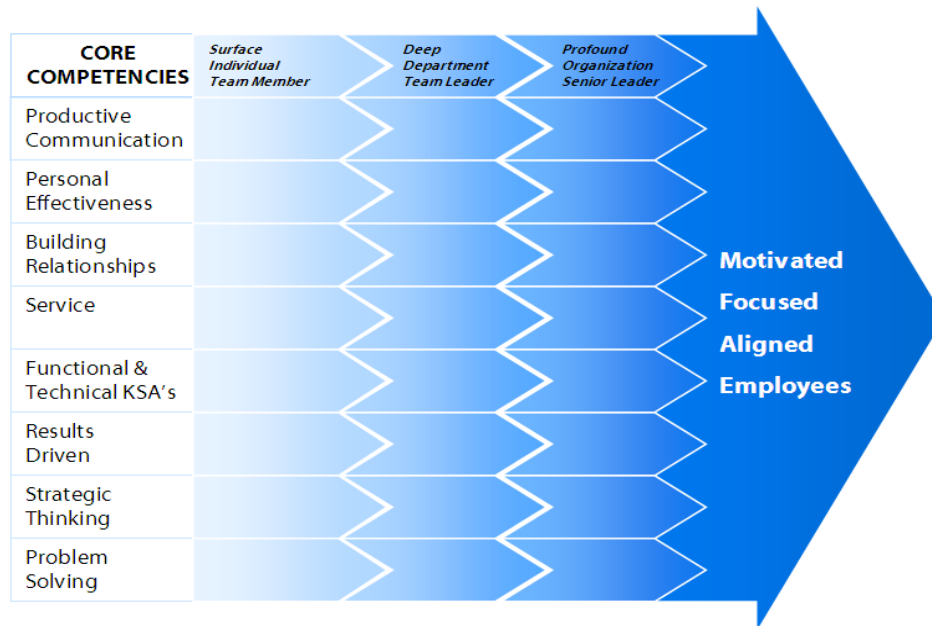 CORE
COMPETENCIES
Surface
Individual
Team Member
Deep
Department
Team Leader
Profound
Organization
Senior Leader
Productive
Communication
Personal
Effectiveness
Building
Relationships
Service
Functional &
Technical KSA's
Results
Driven
Strategic
Thinking
Problem
Solving
Motivated
Focused
Aligned
Employees